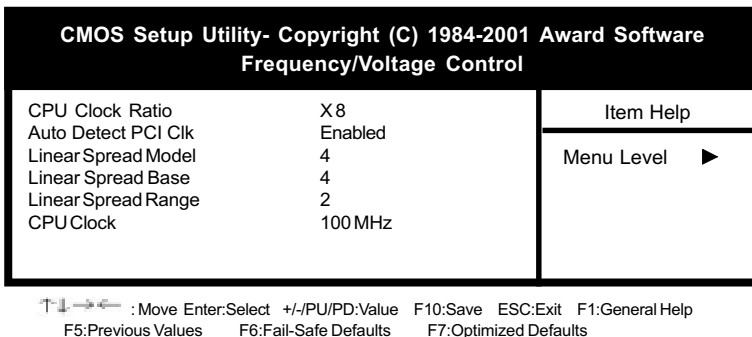 CMOS Setup Utility- Copyright (C) 1984-2001 Award Software
Frequency/Voltage Control
CPU Clock Ratio X8
Auto Detect PCI Clk Enabled
Linear Spread Model 4
Linear Spread Base 4
Linear Spread Range 2
CPU Clock 100 MHz
Item Help
Menu Level ▶
↑↓→← : Move Enter:Select +/-/PU/PD:Value F10:Save ESC:Exit F1:General Help
F5:Previous Values F6:Fail-Safe Defaults F7:Optimized Defaults